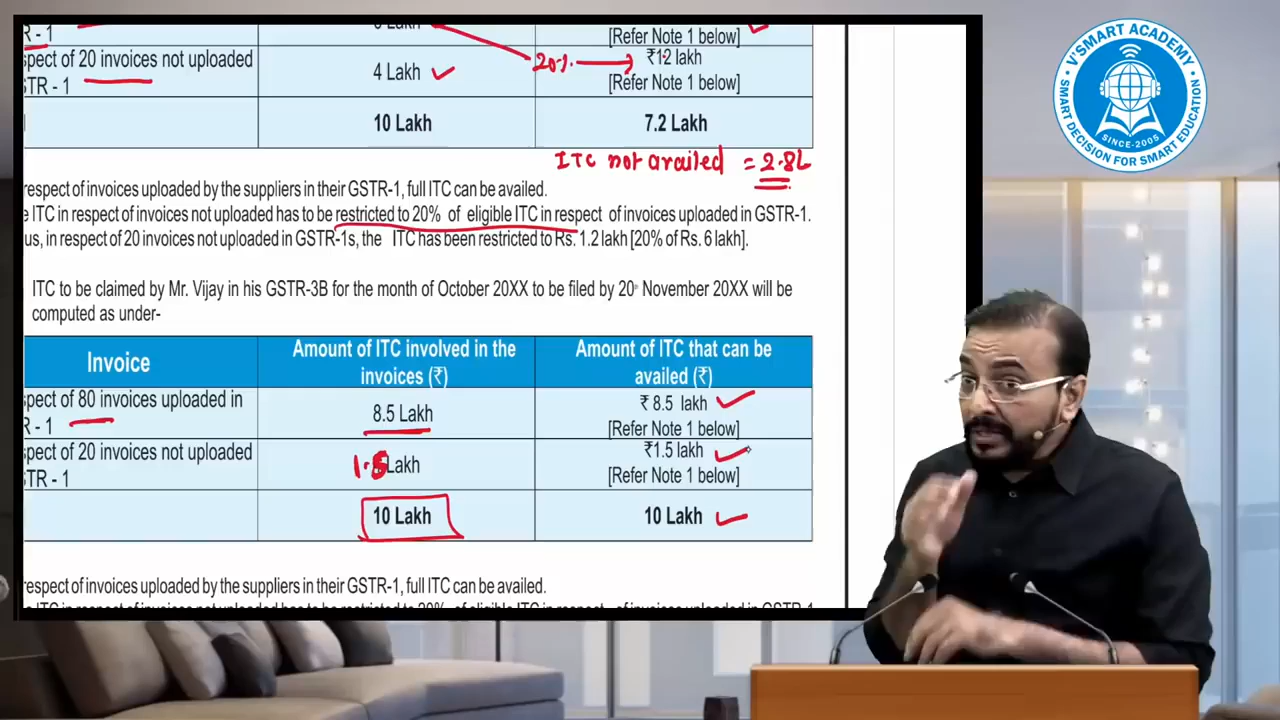 R - 1
[Refer Note 1 below]
spect of 20 invoices not uploaded
STR - 1
4 Lakh
20%
₹12 lakh
[Refer Note 1 below]
10 Lakh
7.2 Lakh
ITC not availed = 2.8L
respect of invoices uploaded by the suppliers in their GSTR-1, full ITC can be availed.
e ITC in respect of invoices not uploaded has to be restricted to 20% of eligible ITC in respect of invoices uploaded in GSTR-1.
us, in respect of 20 invoices not uploaded in GSTR-1s, the ITC has been restricted to Rs. 1.2 lakh [20% of Rs. 6 lakh].
ITC to be claimed by Mr. Vijay in his GSTR-3B for the month of October 20XX to be filed by 20th November 20XX will be
computed as under-
Invoice
Amount of ITC involved in the
invoices (₹)
Amount of ITC that can be
availed (₹)
spect of 80 invoices uploaded in
R - 1
8.5 Lakh
₹ 8.5 lakh
[Refer Note 1 below]
spect of 20 invoices not uploaded
STR - 1
1.5 Lakh
₹1.5 lakh
[Refer Note 1 below]
10 Lakh
10 Lakh
respect of invoices uploaded by the suppliers in their GSTR-1, full ITC can be availed.
V'SMART ACADEMY
SMART DECISION FOR SMART EDUCATION
SINCE-2005